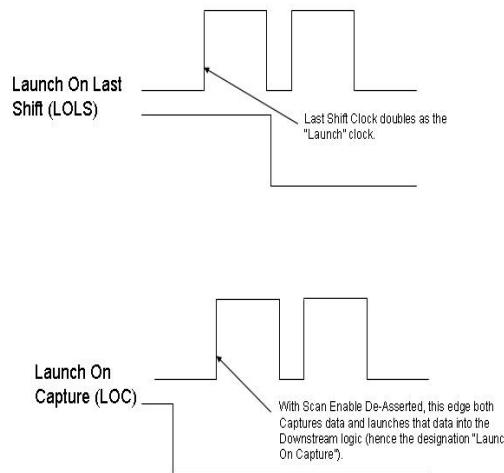 Launch On Last
Shift (LOLS)
Last Shift Clock doubles as the
"Launch" clock.
Launch On
Capture (LOC)
With Scan Enable De-Asserted, this edge both
Captures data and launches that data into the
Downstream logic (hence the designation "Launc
On Capture").